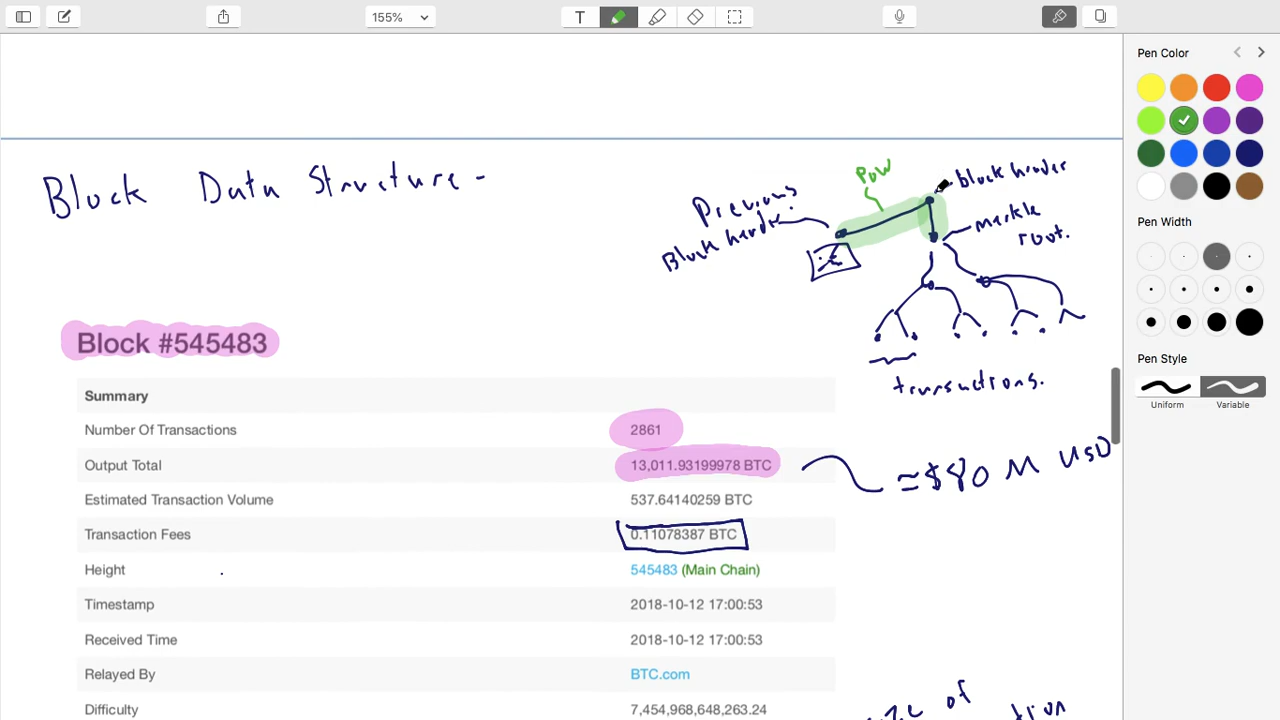 155%
T
Pen Color
Block Data Structure -
POW
block header
Previous
Block header
merkle
root.
Pen Width
transactions.
Pen Style
Uniform Variable
Block #545483
Summary
Number Of Transactions 2861
Output Total 13,011.93199978 BTC
≈$80 M USD
Estimated Transaction Volume 537.64140259 BTC
Transaction Fees 0.11078387 BTC
Height 545483 (Main Chain)
Timestamp 2018-10-12 17:00:53
Received Time 2018-10-12 17:00:53
Relayed By BTC.com
Difficulty 7,454,968,648,263.24
of